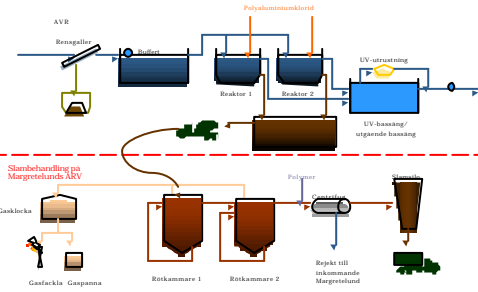 Polyaluminiumklorid
AVR
Rensgaller
Buffert
UV-utrustning
Reaktor 1
Reaktor 2
UV-bassäng/
utgående bassäng
Slambehandling på
Margretelunds ARV
Polymer
Slamsilo
Centrifug
Gasklocka
Gasfackla
Gaspanna
Rötkammare 1
Rötkammare 2
Rejekt till
inkommande
Margretelund